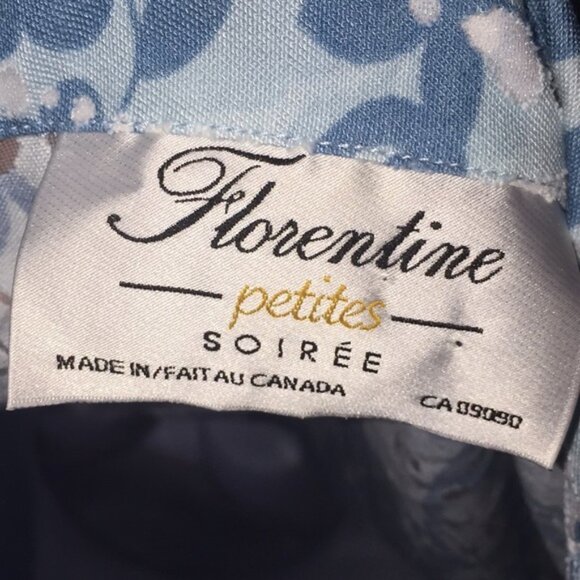 Florentine
petites
SOIRÉE
MADE IN/FAIT AU CANADA CA 09090